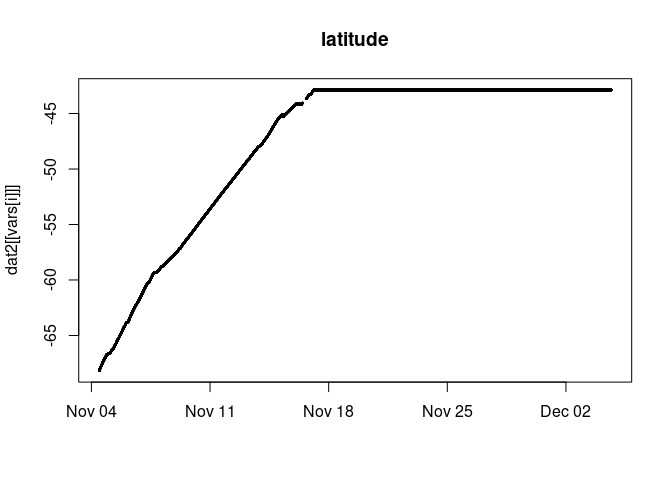 latitude
dat2[[vars[i]]]
-45
-50
-55
-60
-65
Nov 04
Nov 11
Nov 18
Nov 25
Dec 02